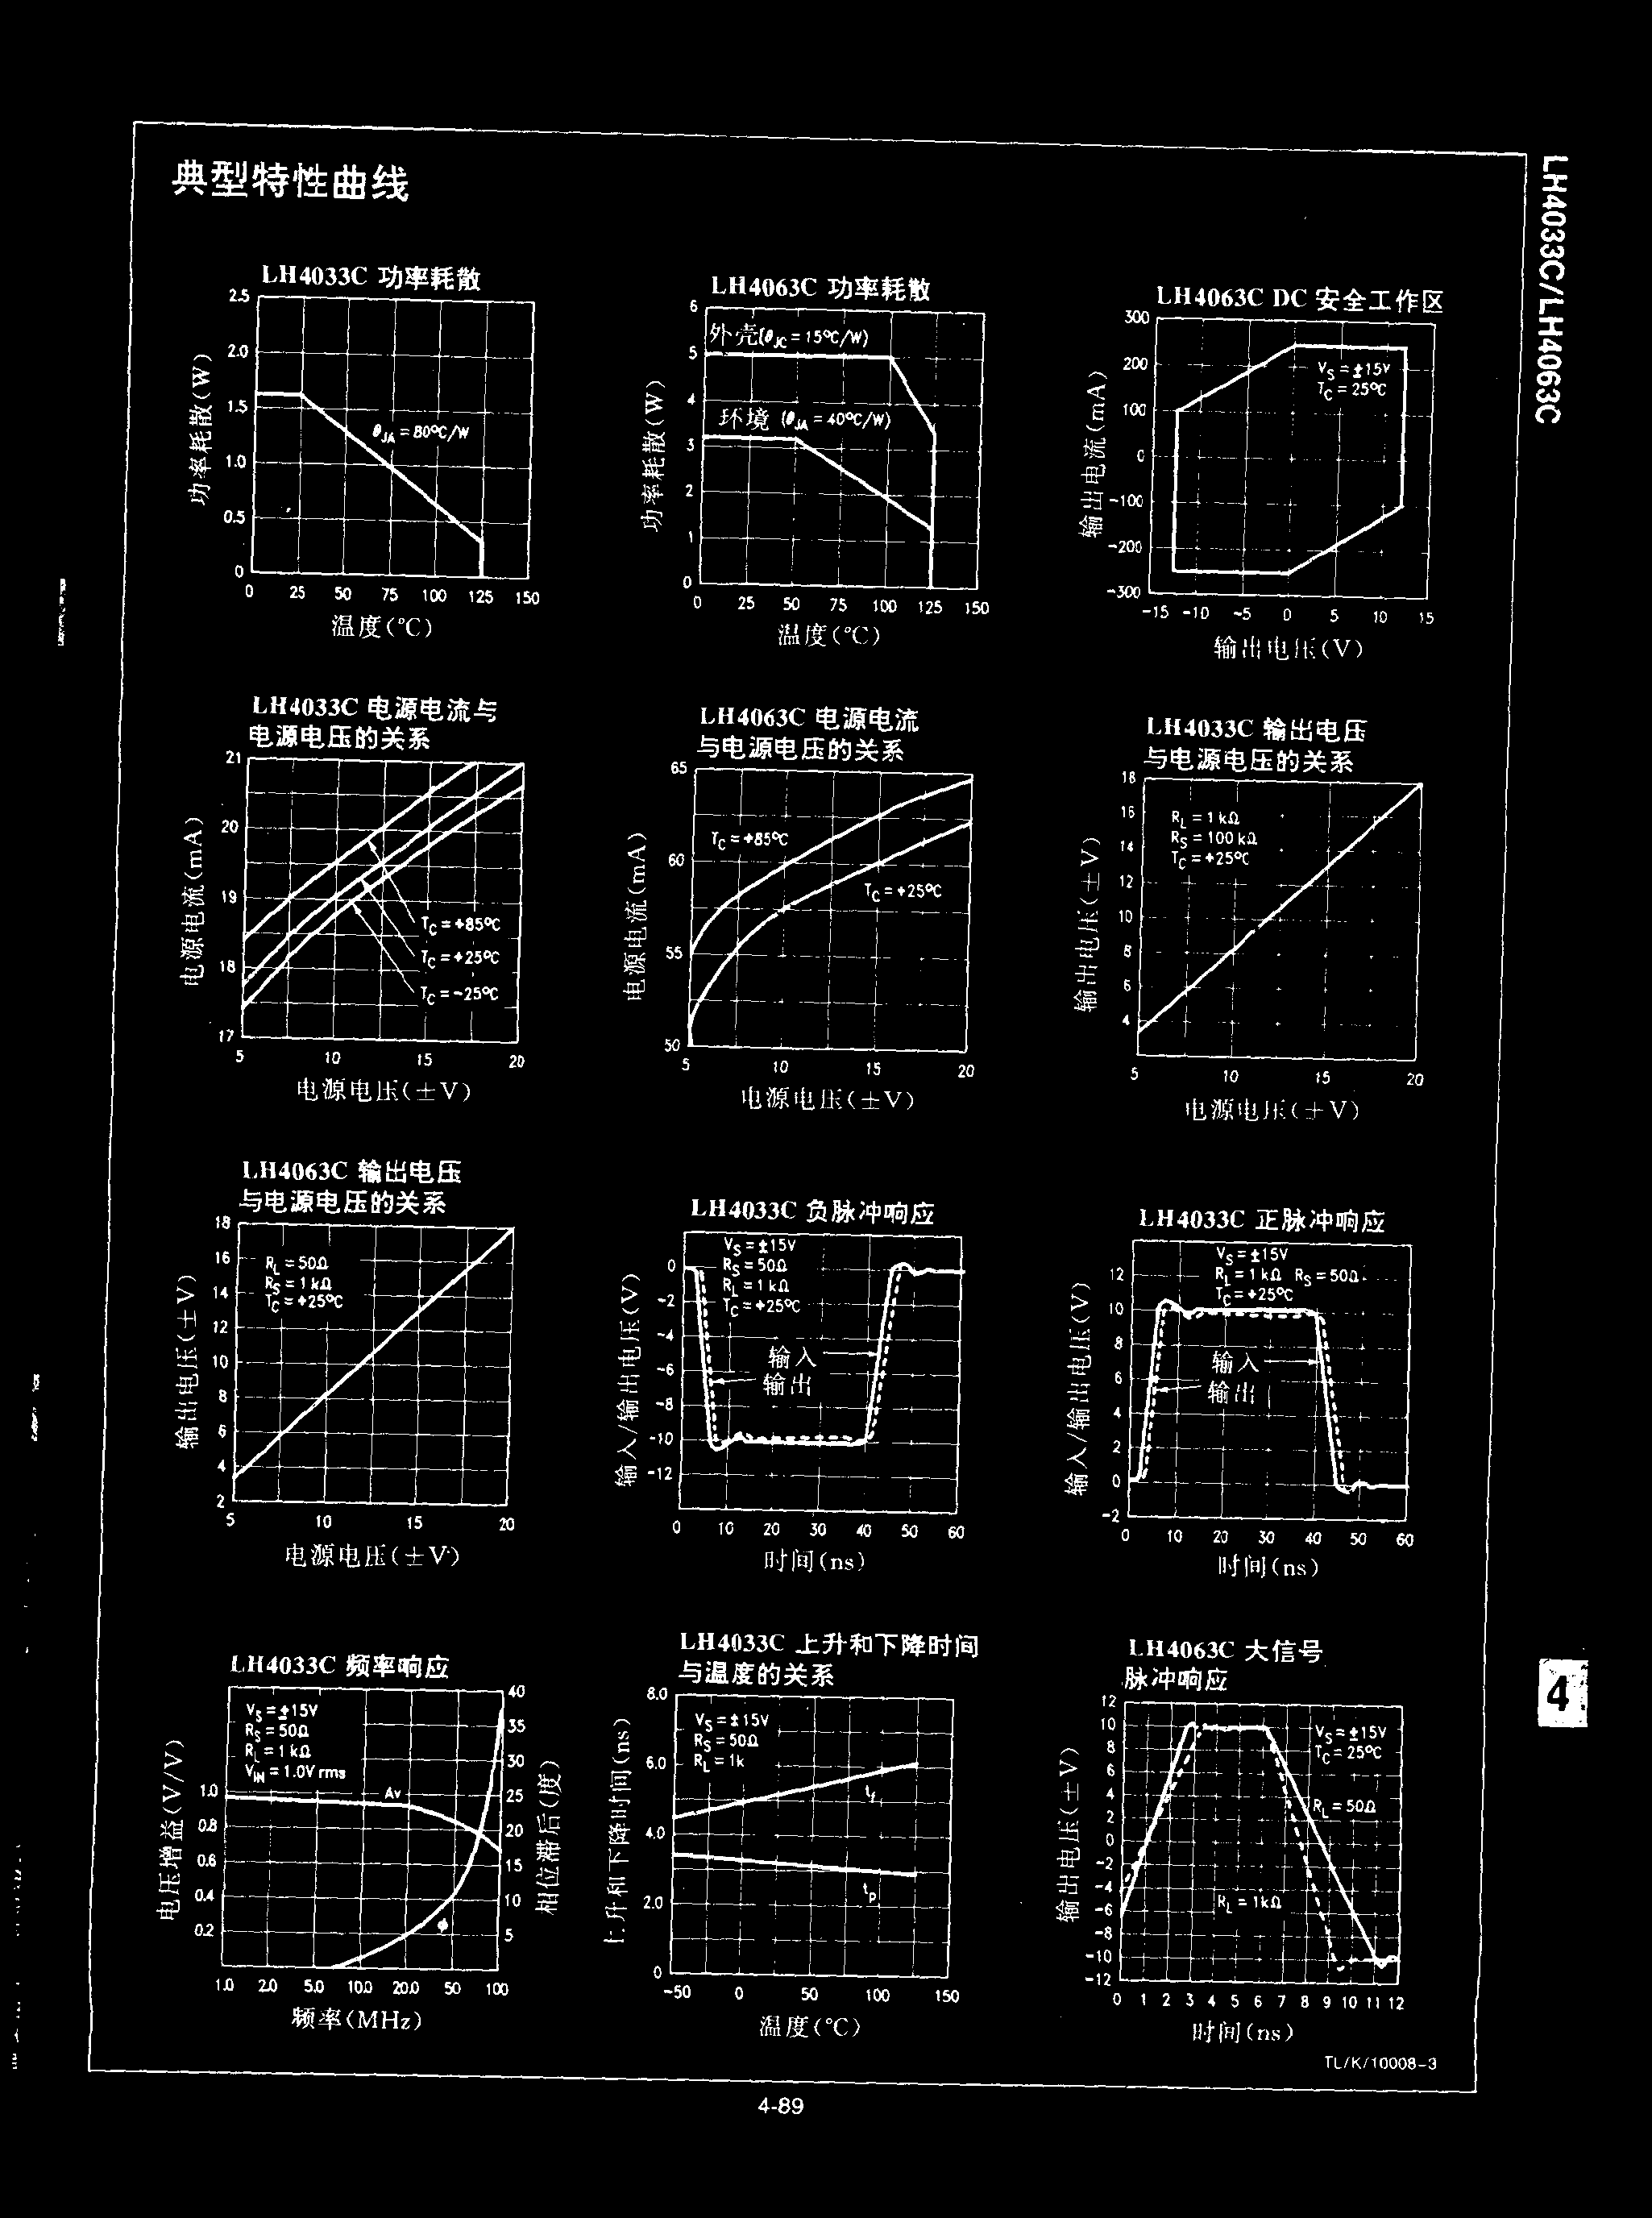 典型特性曲线
LH4033C/LH4063C
LH4033C 功率耗散
2.5
2.0
1.5
1.0
0.5
0
功率耗散(W)
θJA = 80°C/W
0 25 50 75 100 125 150
温度(°C)
LH4063C 功率耗散
6
5
4
3
2
1
0
功率耗散(W)
外壳(θJC = 15°C/W)
环境 (θJA = 40°C/W)
0 25 50 75 100 125 150
温度(°C)
LH4063C DC 安全工作区
300
200
100
0
-100
-200
-300
输出电流(mA)
VS = ±15V
TC = 25°C
-15 -10 -5 0 5 10 15
输出电压(V)
LH4033C 电源电流与
电源电压的关系
21
20
19
18
17
电源电流(mA)
TC = +85°C
TC = +25°C
TC = -25°C
5 10 15 20
电源电压(±V)
LH4063C 电源电流
与电源电压的关系
65
60
55
50
电源电流(mA)
TC = +85°C
TC = +25°C
5 10 15 20
电源电压(±V)
LH4033C 输出电压
与电源电压的关系
18
16
14
12
10
8
6
4
输出电压(±V)
RL = 1 kΩ
RS = 100 kΩ
TC = +25°C
5 10 15 20
电源电压(±V)
LH4063C 输出电压
与电源电压的关系
18
16
14
12
10
8
6
4
2
输出电压(±V)
RL = 50Ω
RS = 1 kΩ
TC = +25°C
5 10 15 20
电源电压(±V)
LH4033C 负脉冲响应
0
-2
-4
-6
-8
-10
-12
输入/输出电压(V)
VS = ±15V
RS = 50Ω
RL = 1 kΩ
TC = +25°C
输入
输出
0 10 20 30 40 50 60
时间(ns)
LH4033C 正脉冲响应
12
10
8
6
4
2
0
-2
输入/输出电压(V)
VS = ±15V
RL = 1 kΩ RS = 50Ω
TC = +25°C
输入
输出
0 10 20 30 40 50 60
时间(ns)
LH4033C 频率响应
1.0
0.8
0.6
0.4
0.2
电压增益(V/V)
VS = ±15V
RS = 50Ω
RL = 1 kΩ
VIN = 1.0V rms
Av
ϕ
40
35
30
25
20
15
10
5
相位滞后(度)
1.0 2.0 5.0 10.0 20.0 50 100
频率(MHz)
LH4033C 上升和下降时间
与温度的关系
8.0
6.0
4.0
2.0
0
上升和下降时间(ns)
VS = ±15V
RS = 50Ω
RL = 1k
tf
tp
-50 0 50 100 150
温度(°C)
LH4063C 大信号
脉冲响应
12
10
8
6
4
2
0
-2
-4
-6
-8
-10
-12
输出电压(±V)
VS = ±15V
TC = 25°C
RL = 50Ω
RL = 1kΩ
0 1 2 3 4 5 6 7 8 9 10 11 12
时间(ns)
4
TL/K/10008-3
4-89